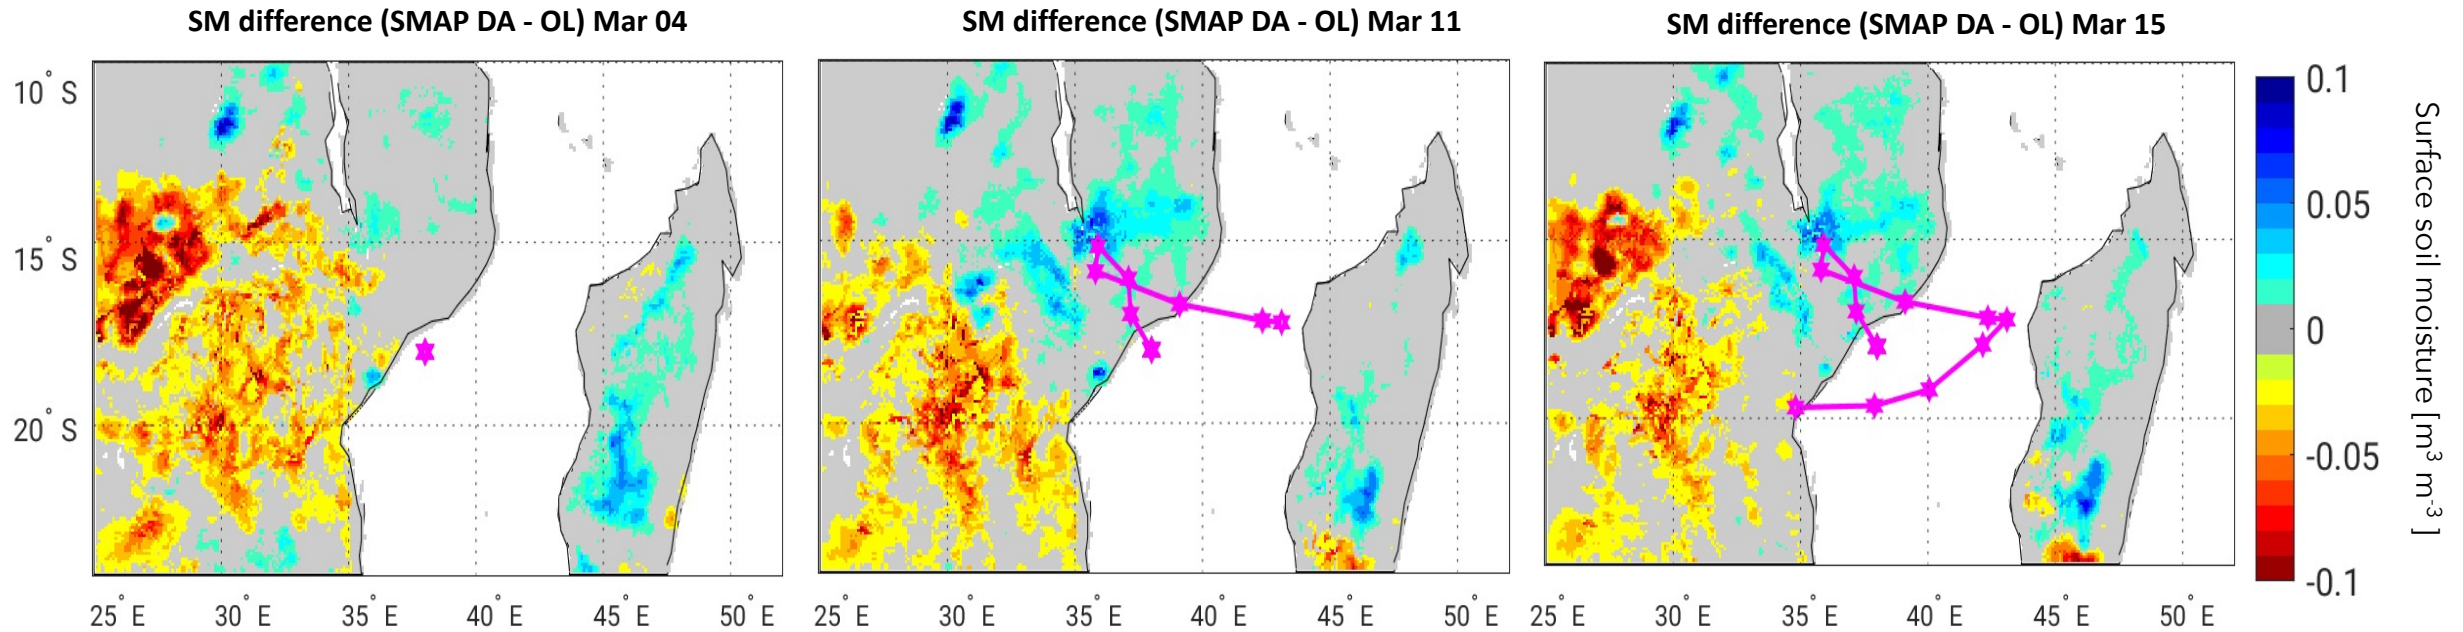 SM difference (SMAP DA - OL) Mar 04
SM difference (SMAP DA - OL) Mar 11
SM difference (SMAP DA - OL) Mar 15
10° S
15° S
20° S
25° E 30° E 35° E 40° E 45° E 50° E
25° E 30° E 35° E 40° E 45° E 50° E
25° E 30° E 35° E 40° E 45° E 50° E
0.1
0.05
0
-0.05
-0.1
Surface soil moisture [m³ m⁻³ ]